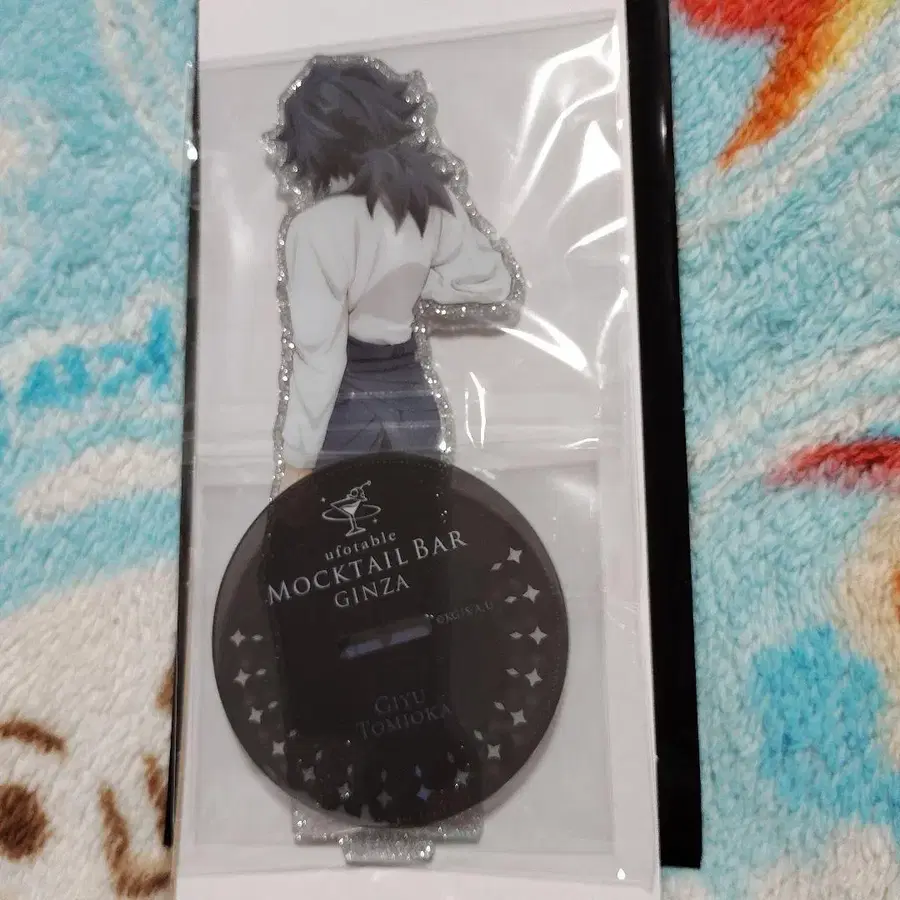 ufotable
MOCKTAIL BAR
GINZA
GIYU
TOMIOKA